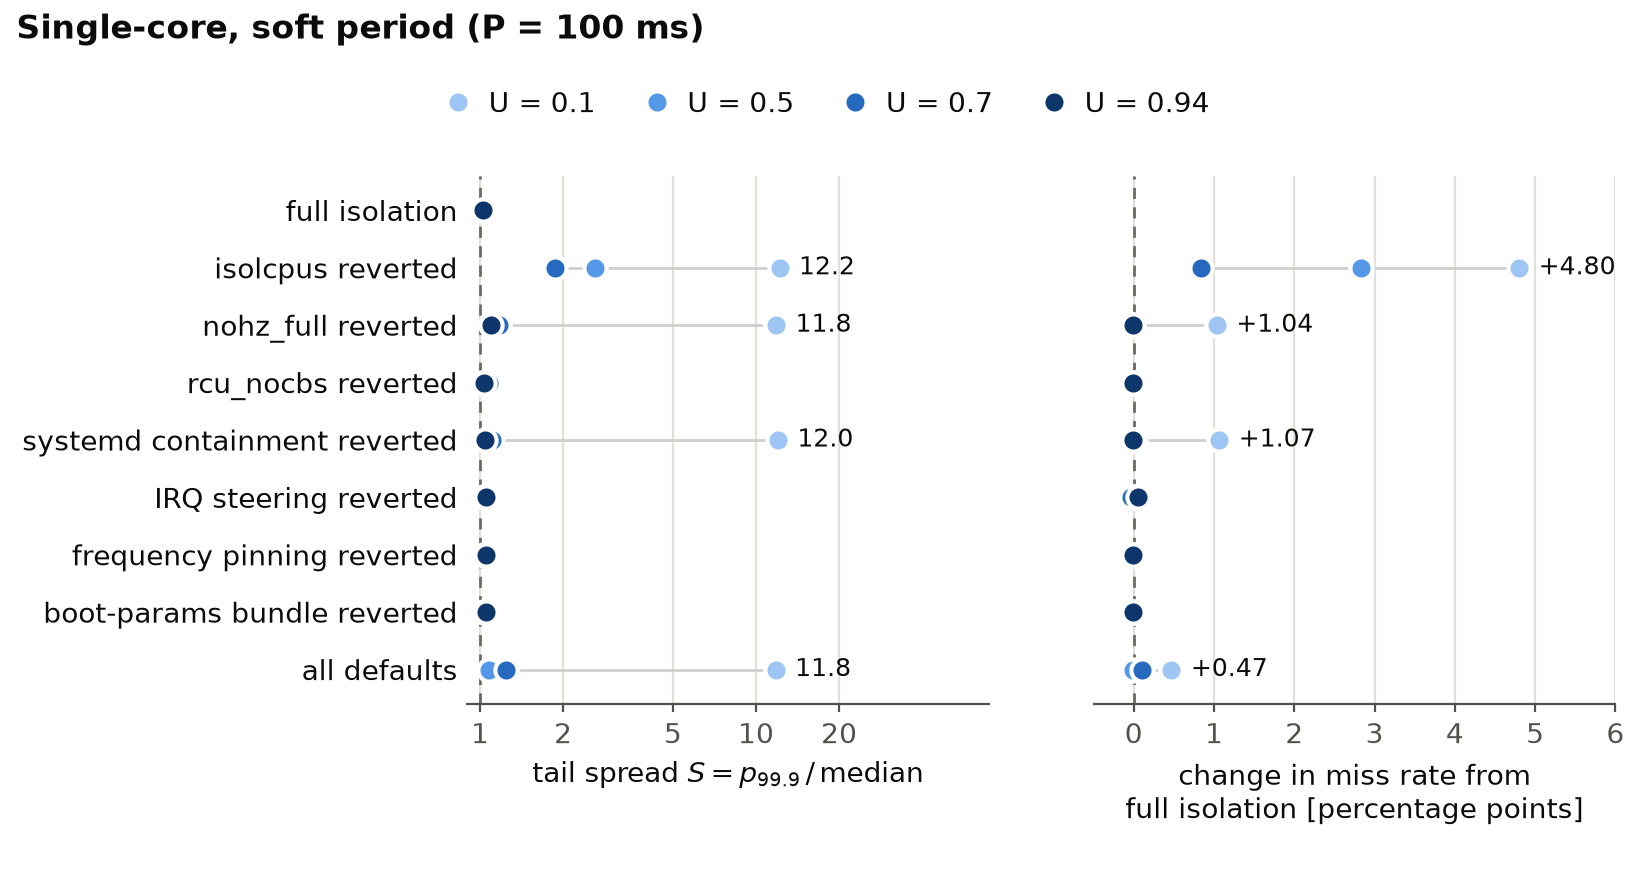 Single-core, soft period (P = 100 ms)
U = 0.1 U = 0.5 U = 0.7 U = 0.94
full isolation
isolcpus reverted 12.2 +4.80
nohz_full reverted 11.8 +1.04
rcu_nocbs reverted
systemd containment reverted 12.0 +1.07
IRQ steering reverted
frequency pinning reverted
boot-params bundle reverted
all defaults 11.8 +0.47
1 2 5 10 20 0 1 2 3 4 5 6
tail spread S = p99.9 / median
change in miss rate from
full isolation [percentage points]